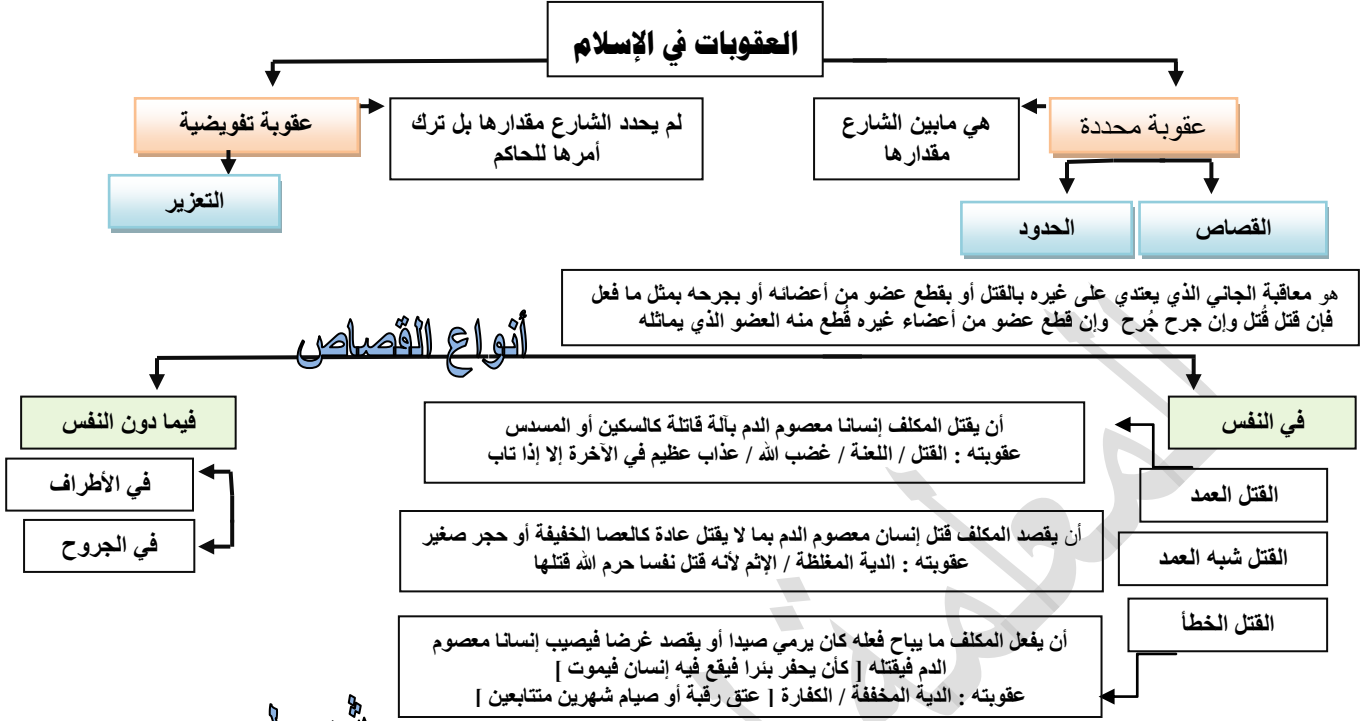 العقوبات في الإسلام
عقوبة محددة
هي مابين الشارع
مقدارها
لم يحدد الشارع مقدارها بل ترك
أمرها للحاكم
عقوبة تفويضية
القصاص
الحدود
التعزير
هو معاقبة الجاني الذي يعتدي على غيره بالقتل أو بقطع عضو من أعضائه أو بجرحه بمثل ما فعل
فإن قتل قُتل وإن جرح جُرح وإن قطع عضو من أعضاء غيره قُطع منه العضو الذي يماثله
أنواع القصاص
في النفس
القتل العمد
أن يقتل المكلف إنسانا معصوم الدم بآلة قاتلة كالسكين أو المسدس
عقوبته : القتل / اللعنة / غضب الله / عذاب عظيم في الآخرة إلا إذا تاب
القتل شبه العمد
أن يقصد المكلف قتل إنسان معصوم الدم بما لا يقتل عادة كالعصا الخفيفة أو حجر صغير
عقوبته : الدية المغلظة / الإثم لأنه قتل نفسا حرم الله قتلها
القتل الخطأ
أن يفعل المكلف ما يباح فعله كان يرمي صيدا أو يقصد غرضا فيصيب إنسانا معصوم
الدم فيقتله [ كأن يحفر بئرا فيقع فيه إنسان فيموت ]
عقوبته : الدية المخففة / الكفارة [ عتق رقبة أو صيام شهرين متتابعين ]
فيما دون النفس
في الأطراف
في الجروح